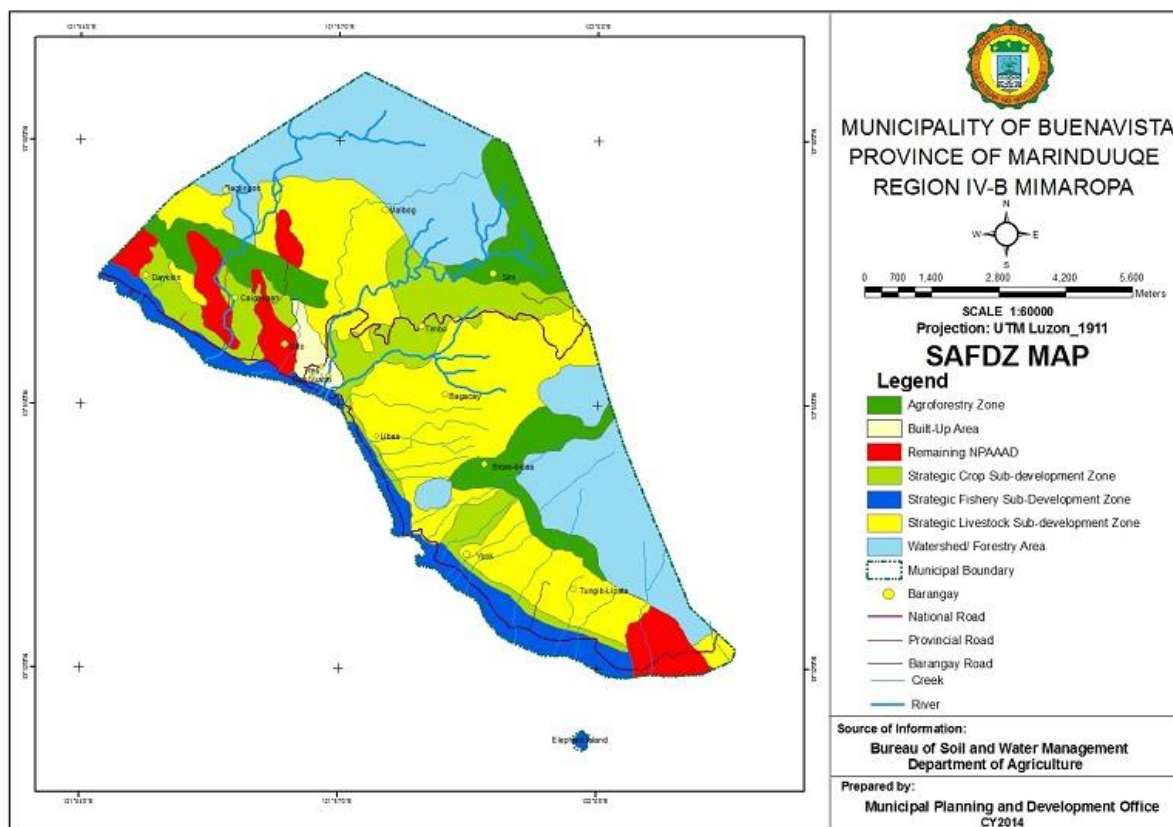 MUNICIPALITY OF BUENAVISTA
PROVINCE OF MARINDUUQE
REGION IV-B MIMAROPA
N
W
E
S
0 700 1,400 2,800 4,200 5,600
Meters
SCALE 1:60000
Projection: UTM Luzon_1911
SAFDZ MAP
Legend
Agroforestry Zone
Built-Up Area
Remaining NPAAAD
Strategic Crop Sub-development Zone
Strategic Fishery Sub-Development Zone
Strategic Livestock Sub-development Zone
Watershed/ Forestry Area
Municipal Boundary
Barangay
National Road
Provincial Road
Barangay Road
Creek
River
Source of Information:
Bureau of Soil and Water Management
Department of Agriculture
Prepared by:
Municipal Planning and Development Office
CY2014
Malbog
Sihi
Daykitin
Caigangan
Timbo
Bagacay
Libas
Yook
Tungib-Lipata
Elephant Island